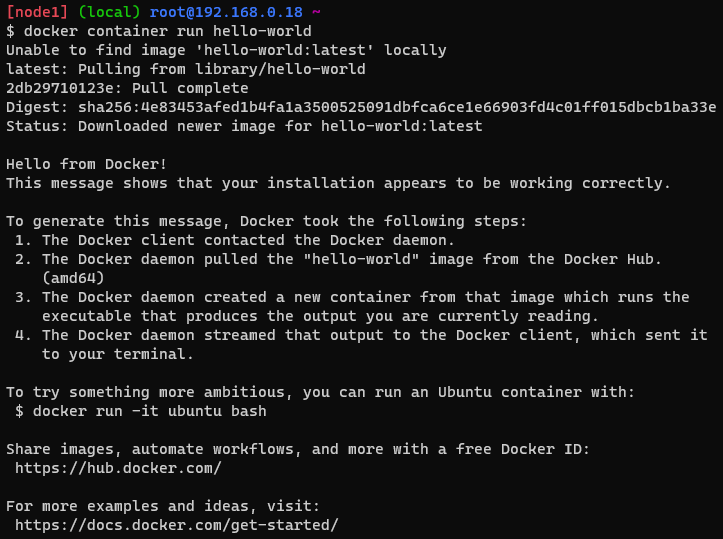 [node1] (local) root@192.168.0.18 ~
$ docker container run hello-world
Unable to find image 'hello-world:latest' locally
latest: Pulling from library/hello-world
2db29710123e: Pull complete
Digest: sha256:4e83453afed1b4fa1a3500525091dbfca6ce1e66903fd4c01ff015dbcb1ba33e
Status: Downloaded newer image for hello-world:latest

Hello from Docker!
This message shows that your installation appears to be working correctly.

To generate this message, Docker took the following steps:
 1. The Docker client contacted the Docker daemon.
 2. The Docker daemon pulled the "hello-world" image from the Docker Hub.
    (amd64)
 3. The Docker daemon created a new container from that image which runs the
    executable that produces the output you are currently reading.
 4. The Docker daemon streamed that output to the Docker client, which sent it
    to your terminal.

To try something more ambitious, you can run an Ubuntu container with:
 $ docker run -it ubuntu bash

Share images, automate workflows, and more with a free Docker ID:
 https://hub.docker.com/

For more examples and ideas, visit:
 https://docs.docker.com/get-started/